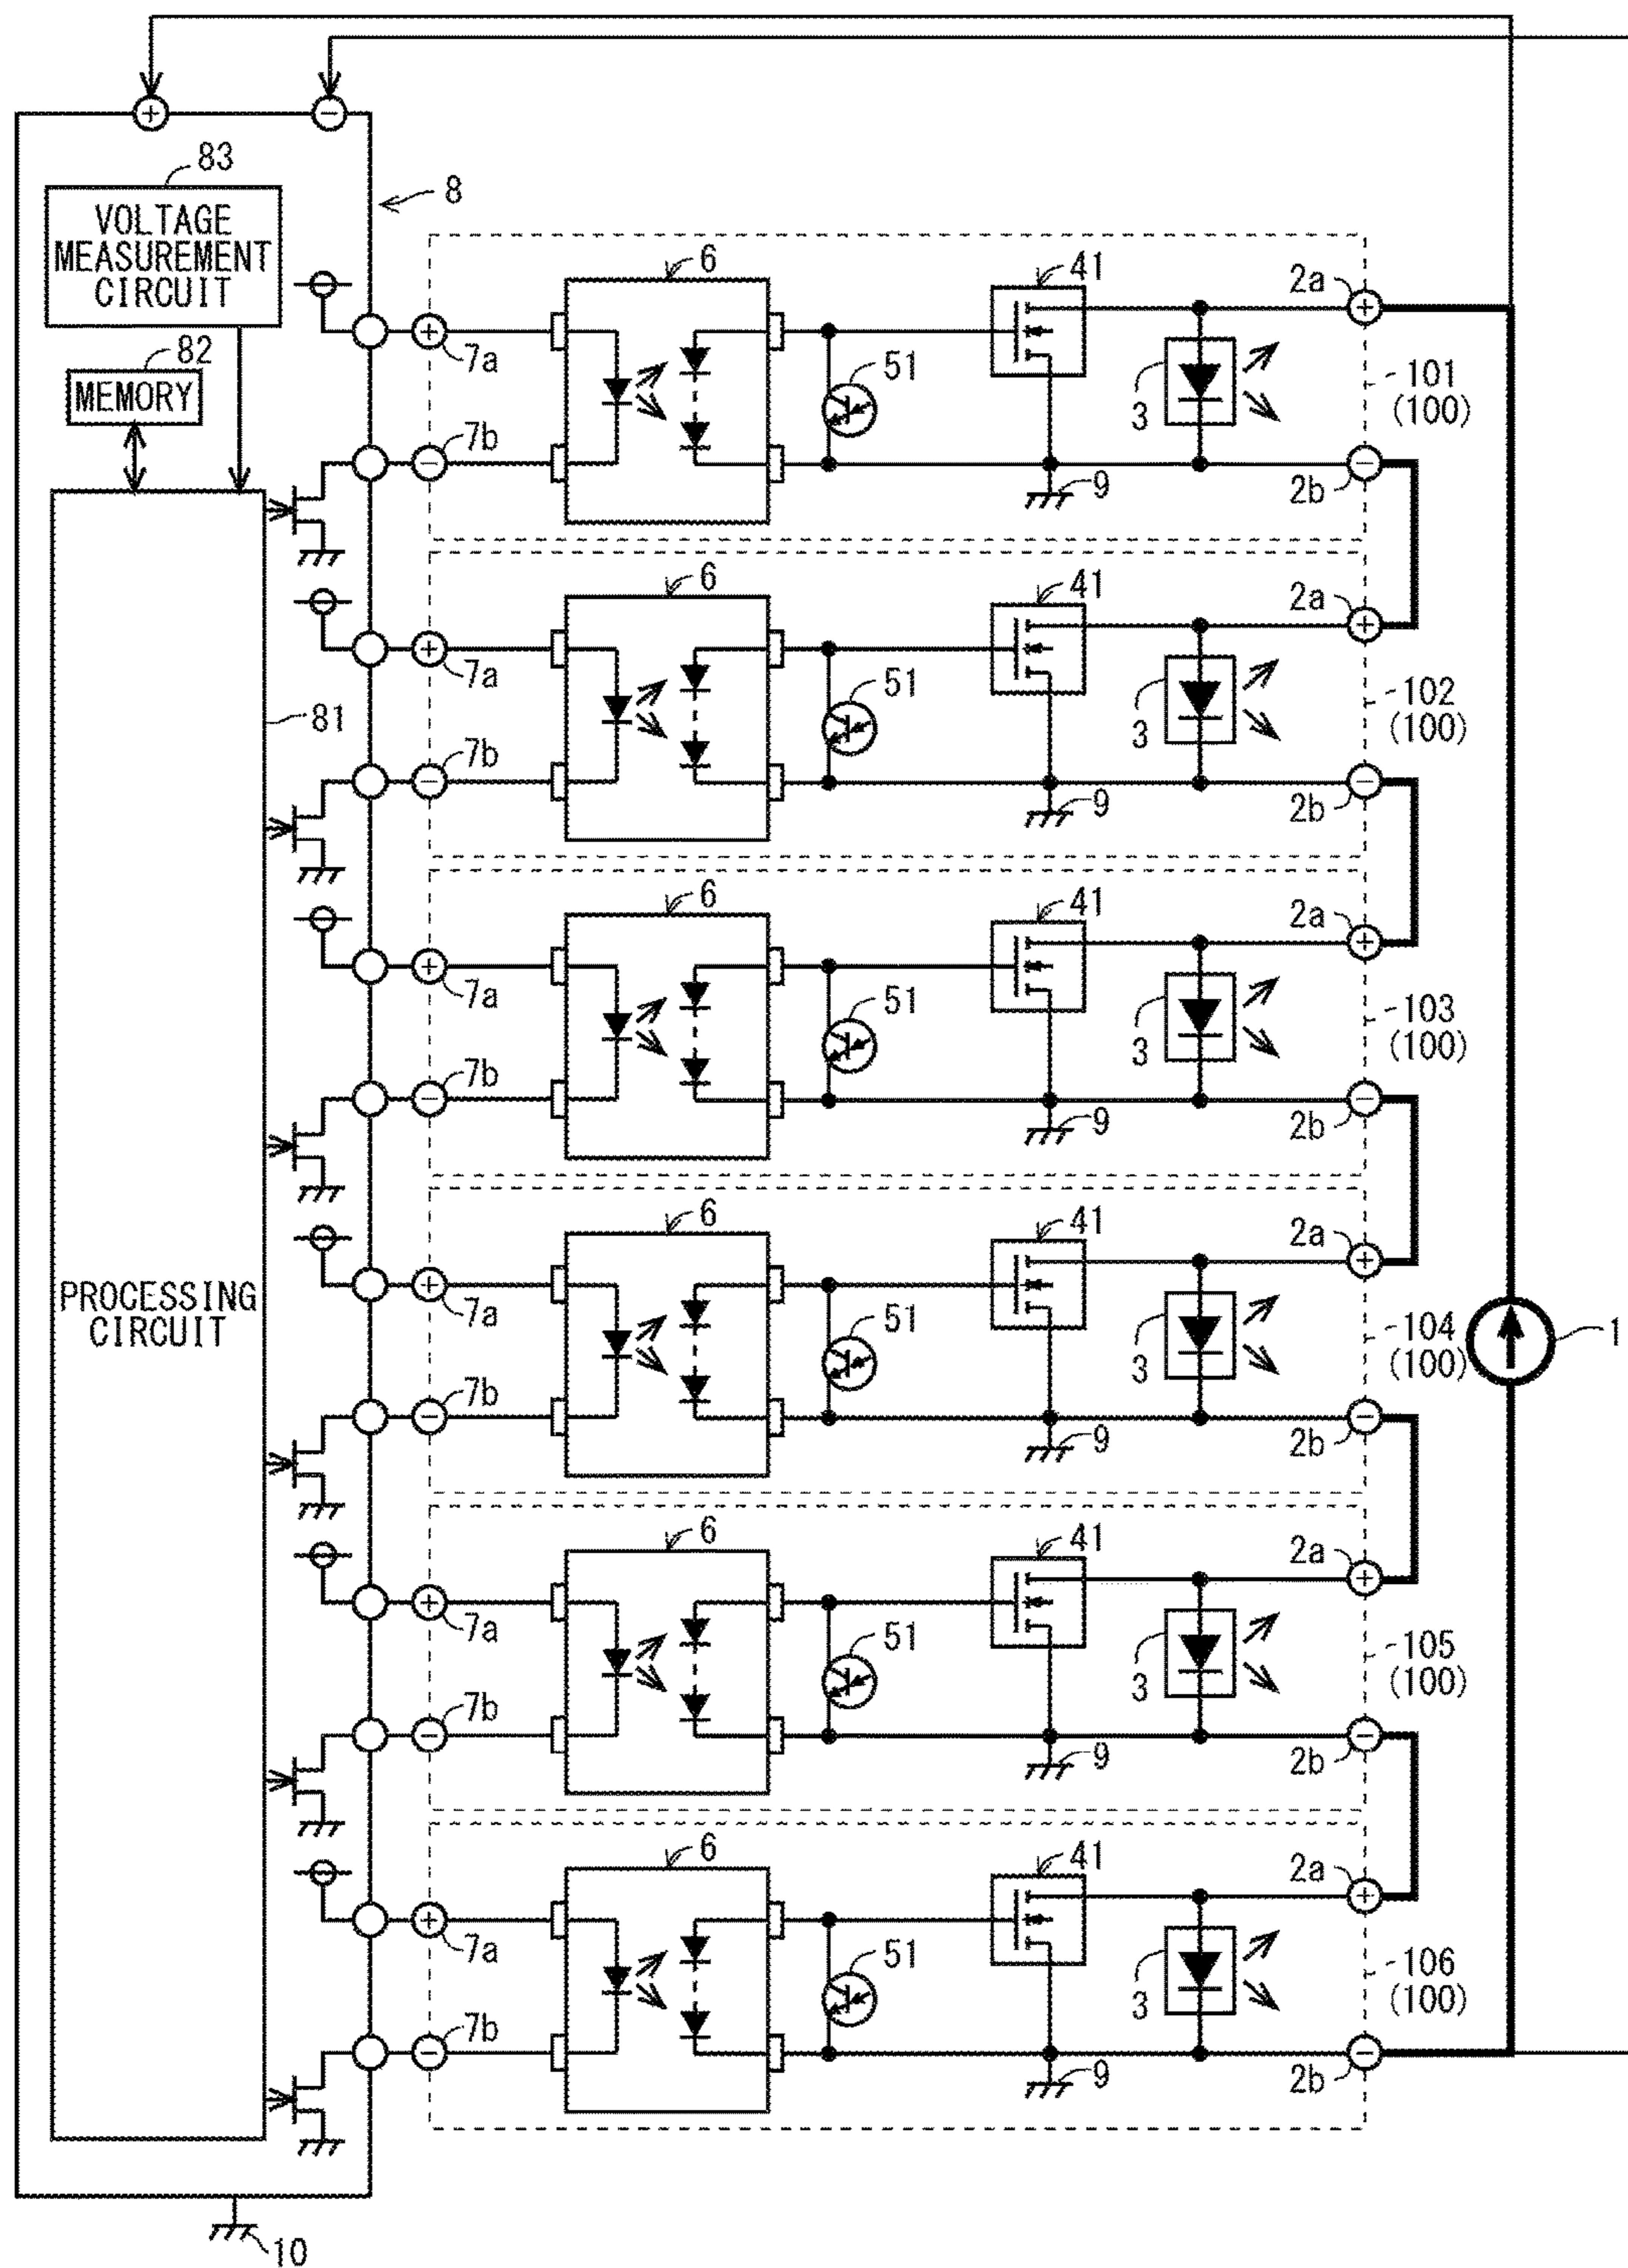 83
8
VOLTAGE
MEASUREMENT
CIRCUIT
82
MEMORY
81
PROCESSING
CIRCUIT
10
1
6
41
2a
+
7a
51
3
101
(100)
7b
9
2b
6
41
2a
7a
51
3
102
(100)
7b
9
2b
6
41
2a
7a
51
3
103
(100)
7b
9
2b
6
41
2a
7a
51
3
104
(100)
7b
9
2b
6
41
2a
7a
51
3
105
(100)
7b
9
2b
6
41
2a
7a
51
3
106
(100)
7b
9
2b